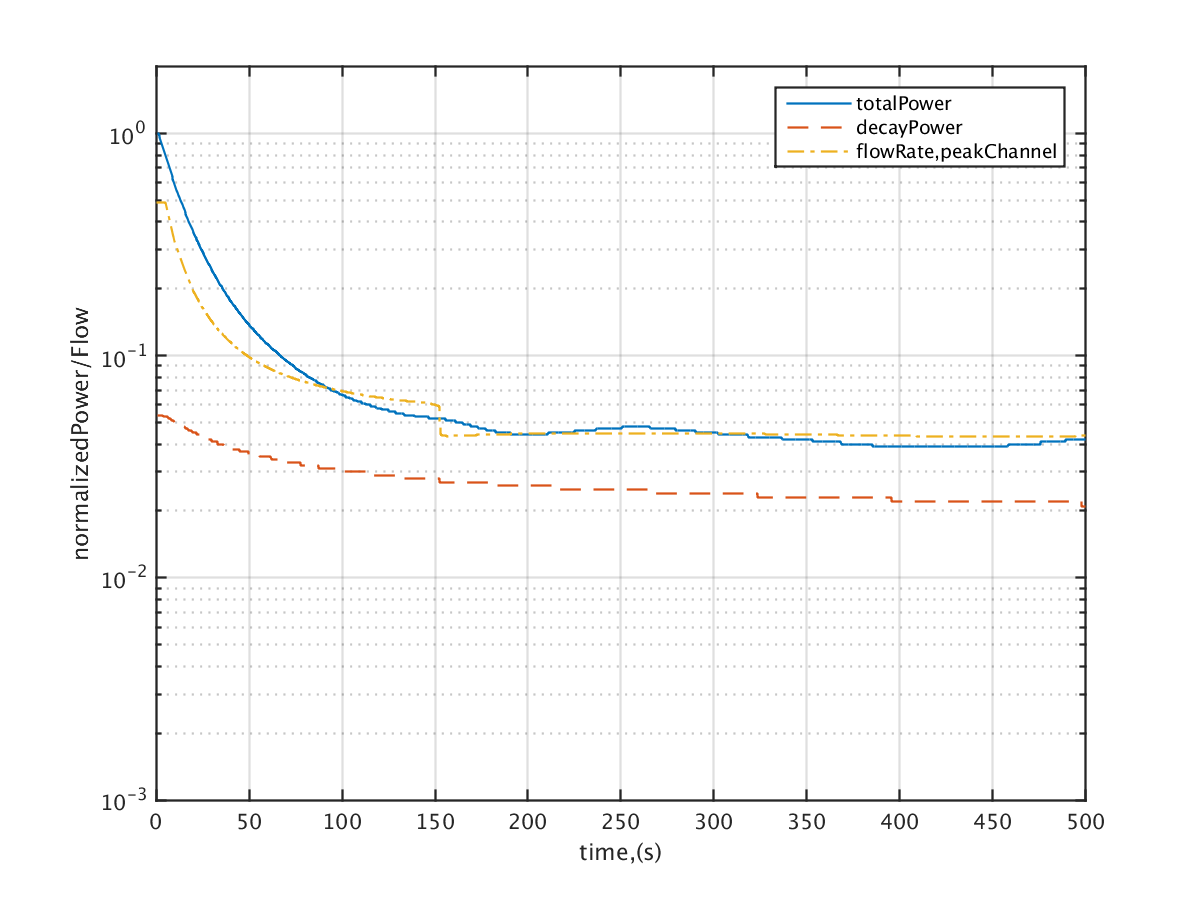 totalPower
decayPower
flowRate,peakChannel
normalizedPower/Flow
10^0
10^-1
10^-2
10^-3
0 50 100 150 200 250 300 350 400 450 500
time,(s)